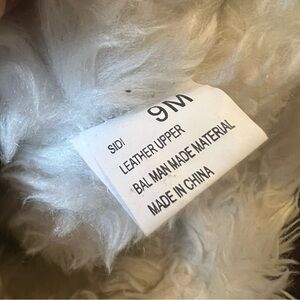 9M
SIDI
LEATHER UPPER
BAL MAN MADE MATERIAL
MADE IN CHINA